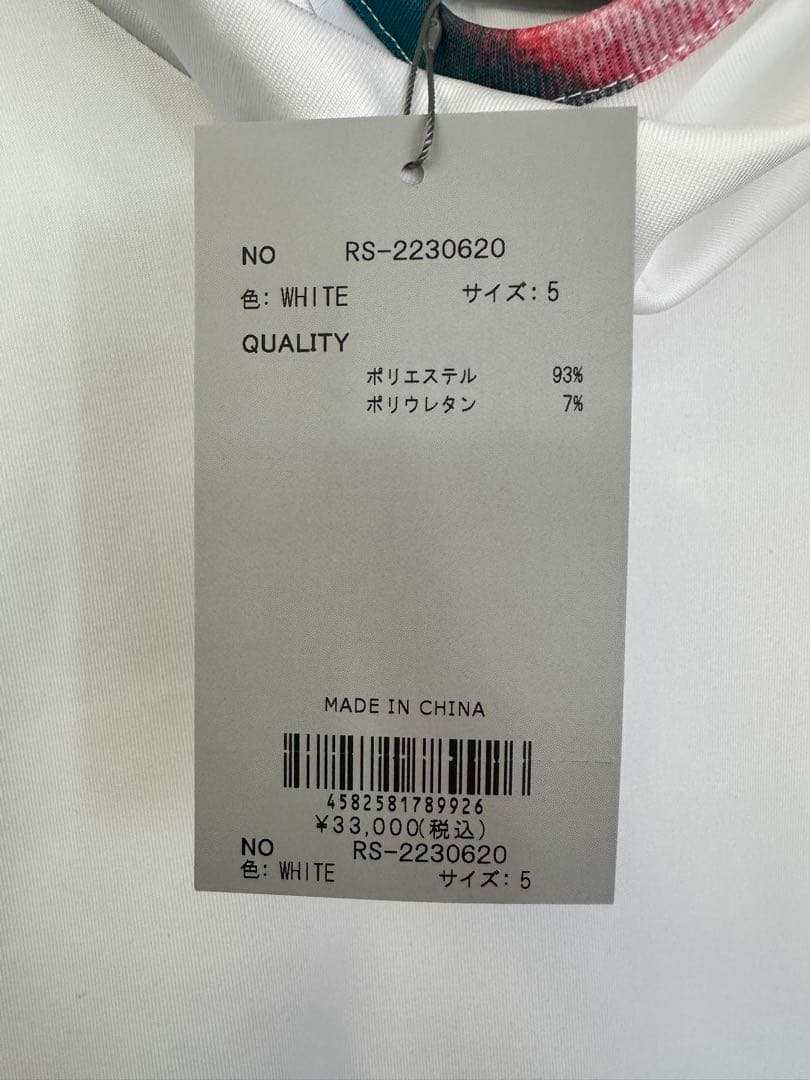 NO RS-2230620
色: WHITE サイズ: 5
QUALITY
ポリエステル 93%
ポリウレタン 7%
MADE IN CHINA
4582581789926
¥33,000(税込)
NO RS-2230620
色: WHITE サイズ: 5